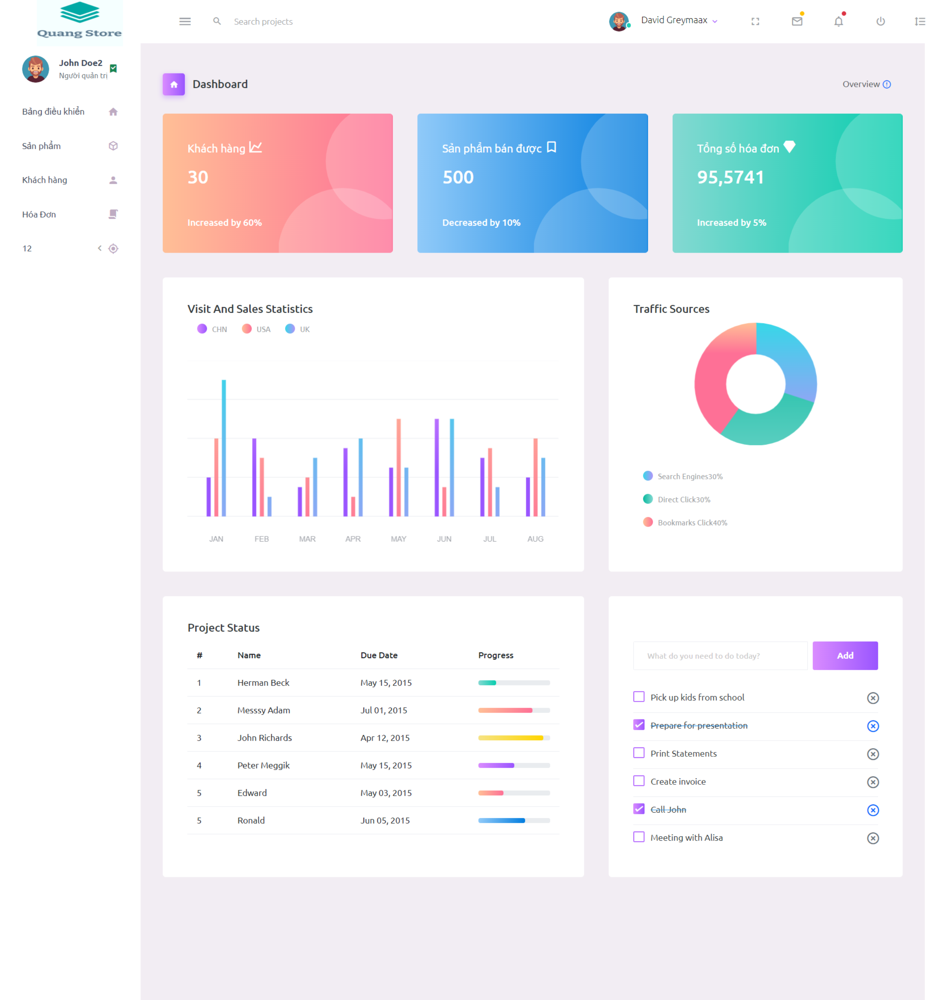 Quang Store
Search projects
David Greymaax
John Doe2
Người quản trị
Bảng điều khiển
Sản phẩm
Khách hàng
Hóa Đơn
12
Dashboard
Overview
Khách hàng
30
Increased by 60%
Sản phẩm bán được
500
Decreased by 10%
Tổng số hóa đơn
95,5741
Increased by 5%
Visit And Sales Statistics
CHN USA UK
JAN FEB MAR APR MAY JUN JUL AUG
Traffic Sources
Search Engines30%
Direct Click30%
Bookmarks Click40%
Project Status
# Name Due Date Progress
1 Herman Beck May 15, 2015
2 Messsy Adam Jul 01, 2015
3 John Richards Apr 12, 2015
4 Peter Meggik May 15, 2015
5 Edward May 03, 2015
5 Ronald Jun 05, 2015
What do you need to do today? Add
Pick up kids from school
Prepare for presentation
Print Statements
Create invoice
Call John
Meeting with Alisa